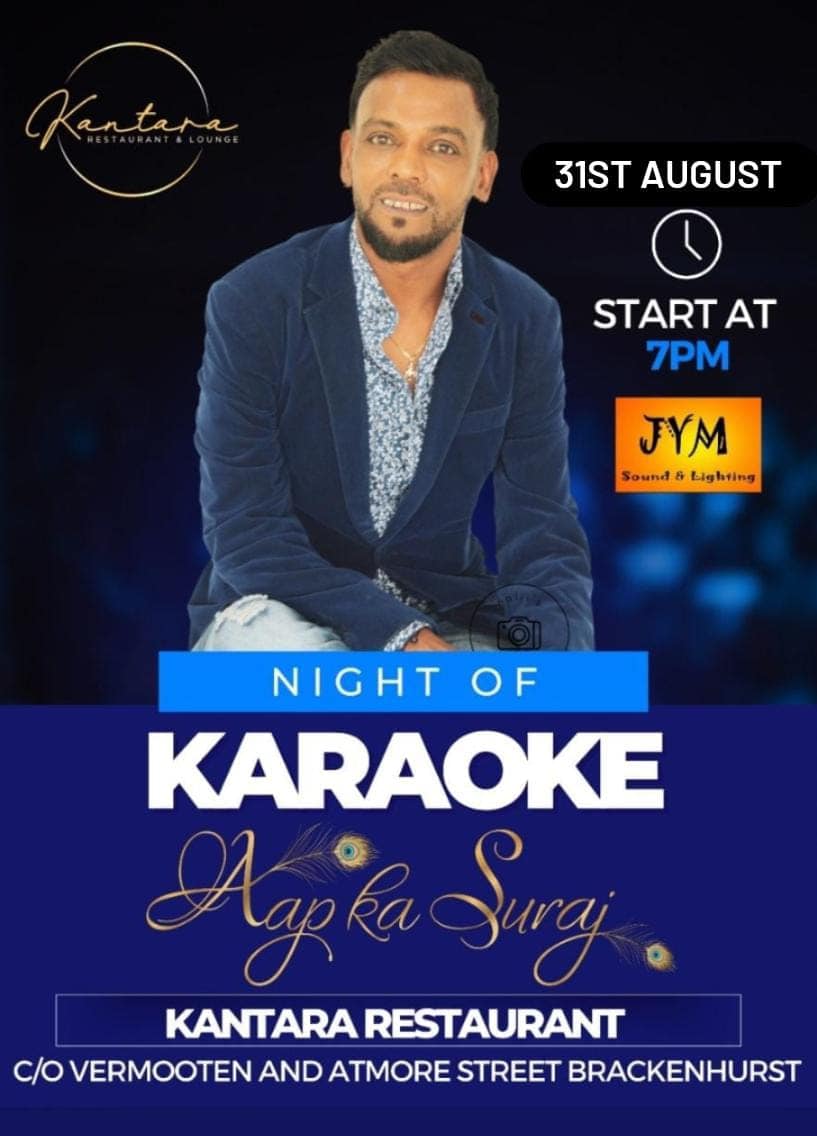 Kantara
RESTAURANT & LOUNGE
31ST AUGUST
START AT
7PM
JYM
Sound & Lighting
NIGHT OF
KARAOKE
Aap ka Suraj
KANTARA RESTAURANT
C/O VERMOOTEN AND ATMORE STREET BRACKENHURST